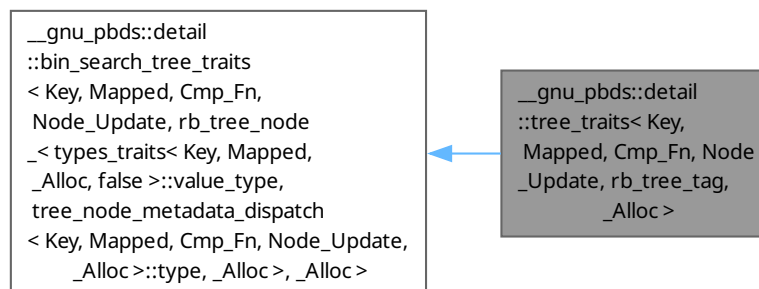 __gnu_pbds::detail
::bin_search_tree_traits
< Key, Mapped, Cmp_Fn,
Node_Update, rb_tree_node
_< types_traits< Key, Mapped,
_Alloc, false >::value_type,
tree_node_metadata_dispatch
< Key, Mapped, Cmp_Fn, Node_Update,
_Alloc >::type, _Alloc >, _Alloc >
__gnu_pbds::detail
::tree_traits< Key,
Mapped, Cmp_Fn, Node
_Update, rb_tree_tag,
_Alloc >